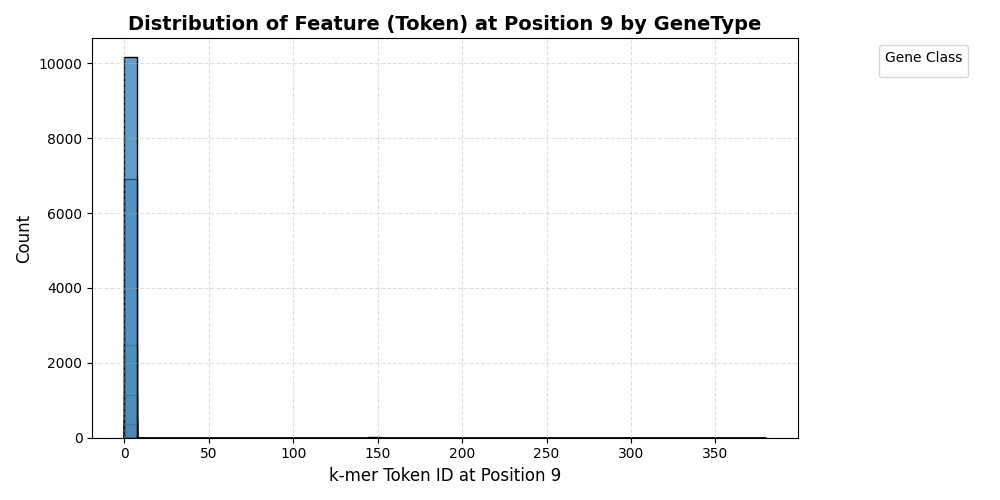 Distribution of Feature (Token) at Position 9 by GeneType
Gene Class
10000
8000
6000
4000
2000
0
Count
0 50 100 150 200 250 300 350
k-mer Token ID at Position 9